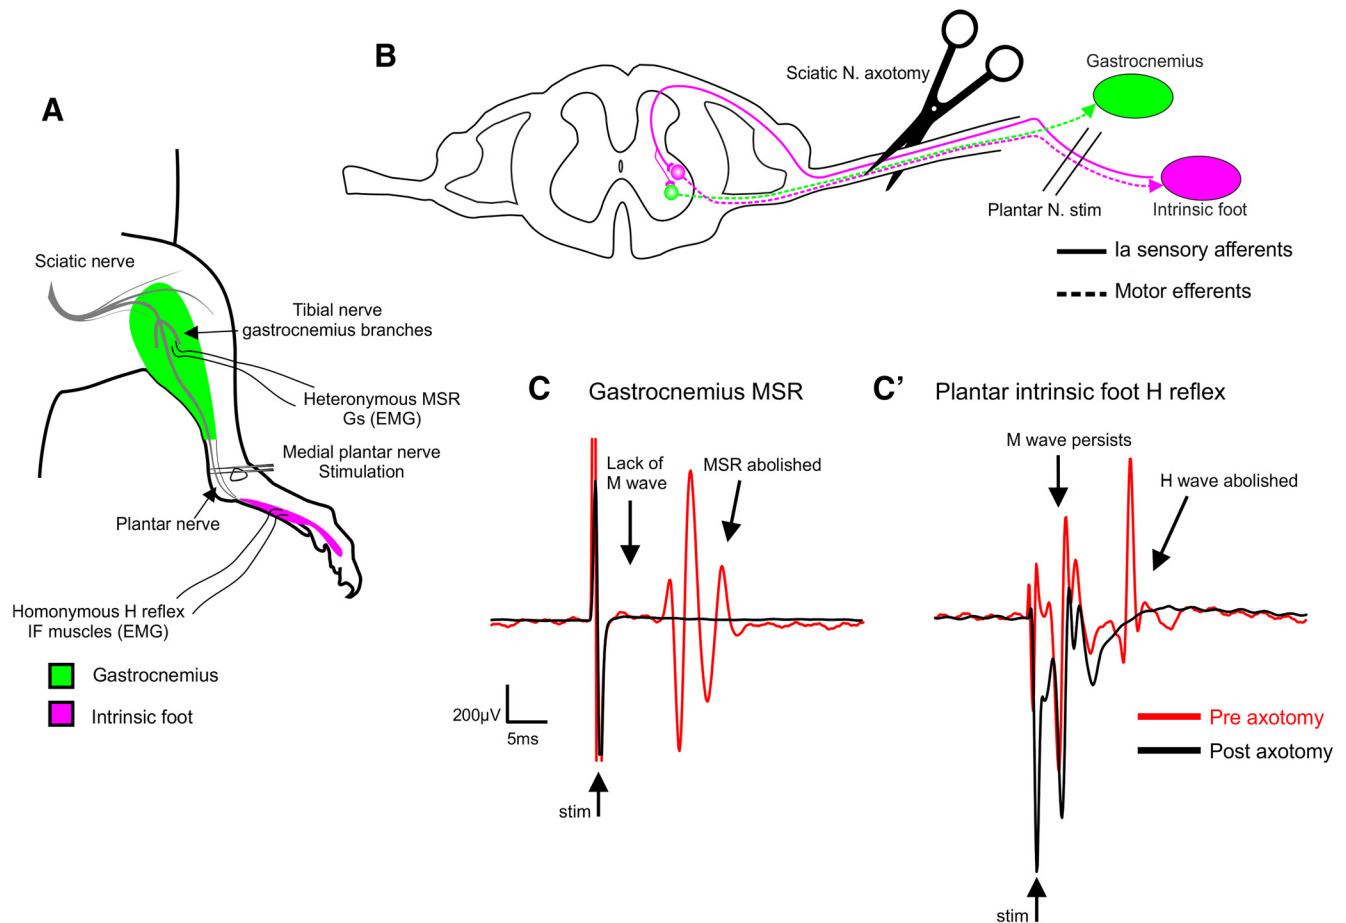 A
Sciatic nerve
Tibial nerve
gastrocnemius branches
Heteronymous MSR
Gs (EMG)
Medial plantar nerve
Stimulation
Plantar nerve
Homonymous H reflex
IF muscles (EMG)
Gastrocnemius
Intrinsic foot
B
Sciatic N. axotomy
Gastrocnemius
Plantar N. stim
Intrinsic foot
Ia sensory afferents
Motor efferents
C
Gastrocnemius MSR
Lack of
M wave
MSR abolished
200µV
5ms
stim
C’
Plantar intrinsic foot H reflex
M wave persists
H wave abolished
Pre axotomy
Post axotomy
stim